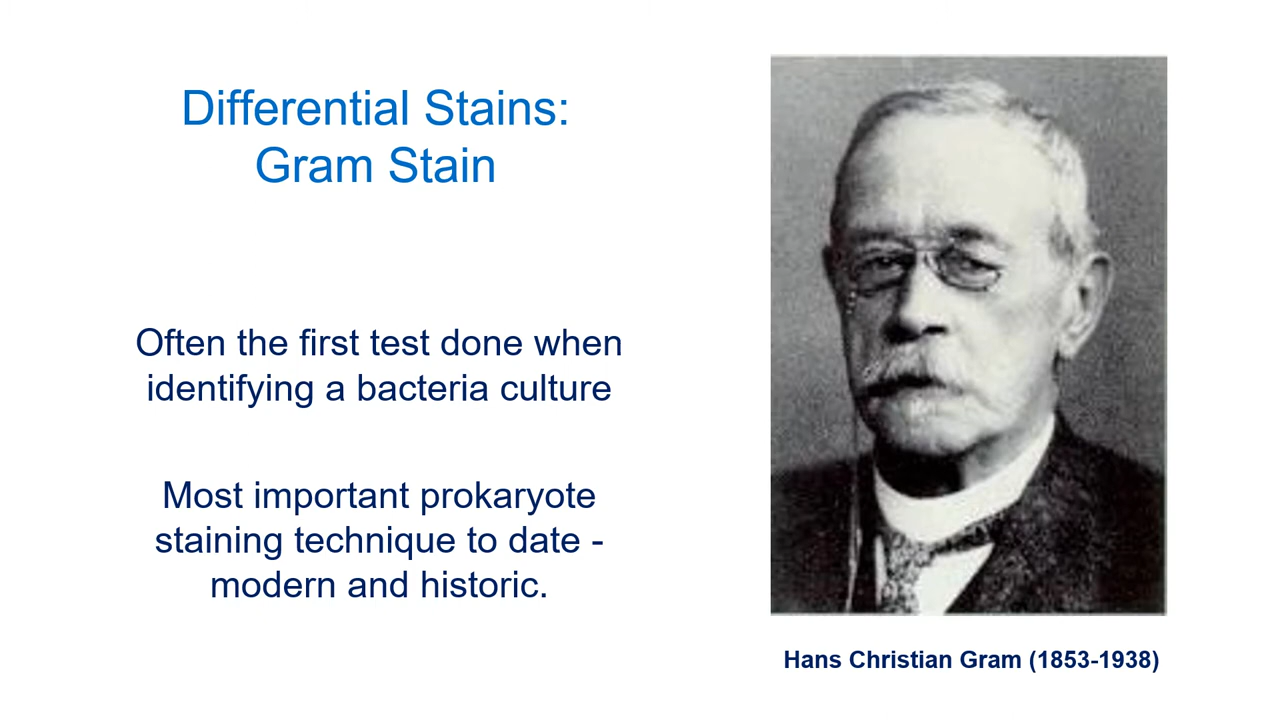 Differential Stains:
Gram Stain
Often the first test done when
identifying a bacteria culture
Most important prokaryote
staining technique to date -
modern and historic.
Hans Christian Gram (1853-1938)